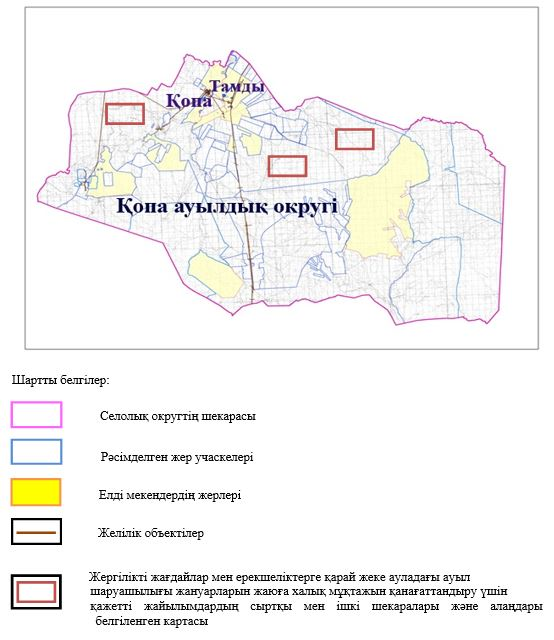 Тамды
Қопа
Қопа ауылдық округі
Шартты белгілер:
Селолық округтің шекарасы
Рәсімделген жер учаскелері
Елді мекендердің жерлері
Желілік объектілер
Жергілікті жағдайлар мен ерекшеліктерге қарай жеке ауладағы ауыл
шаруашылығы жануарларын жаюға халық мұқтажын қанағаттандыру үшін
қажетті жайылымдардың сыртқы мен ішкі шекаралары және алаңдары
белгіленген картасы